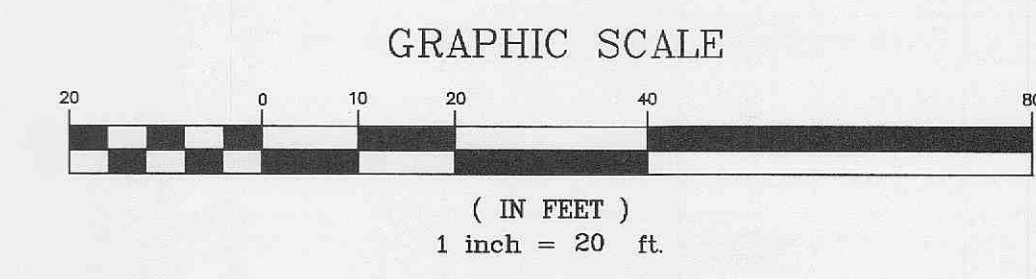 GRAPHIC SCALE
20 0 10 20 40 80
( IN FEET )
1 inch = 20 ft.